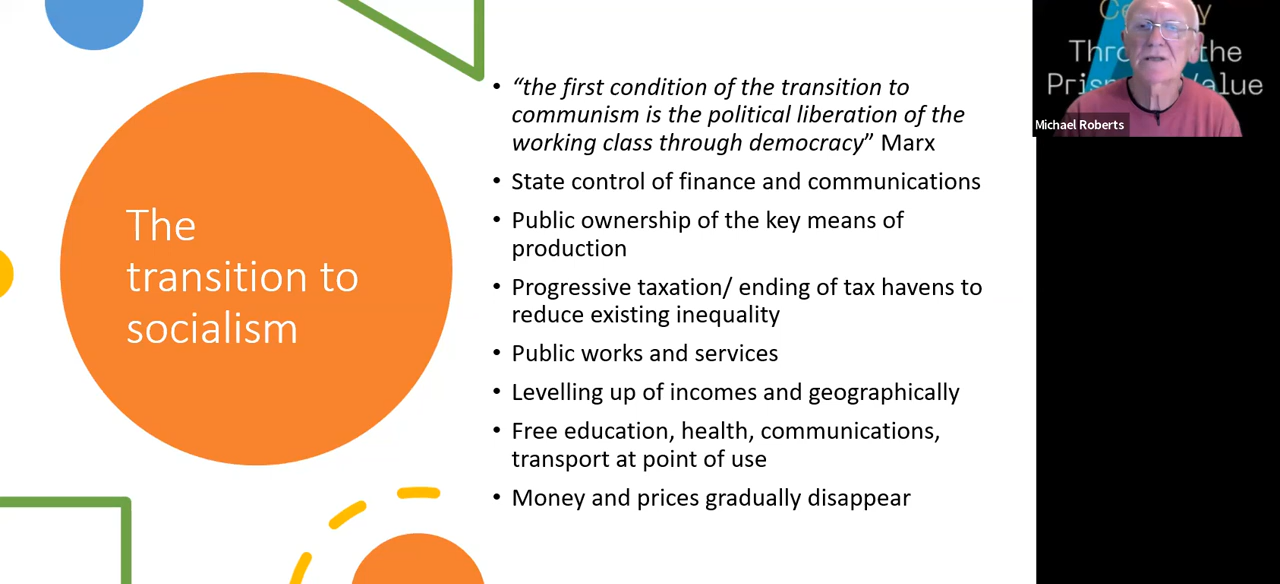 The
transition to
socialism
• “the first condition of the transition to
communism is the political liberation of the
working class through democracy” Marx
• State control of finance and communications
• Public ownership of the key means of
production
• Progressive taxation/ ending of tax havens to
reduce existing inequality
• Public works and services
• Levelling up of incomes and geographically
• Free education, health, communications,
transport at point of use
• Money and prices gradually disappear
the
Michael Roberts